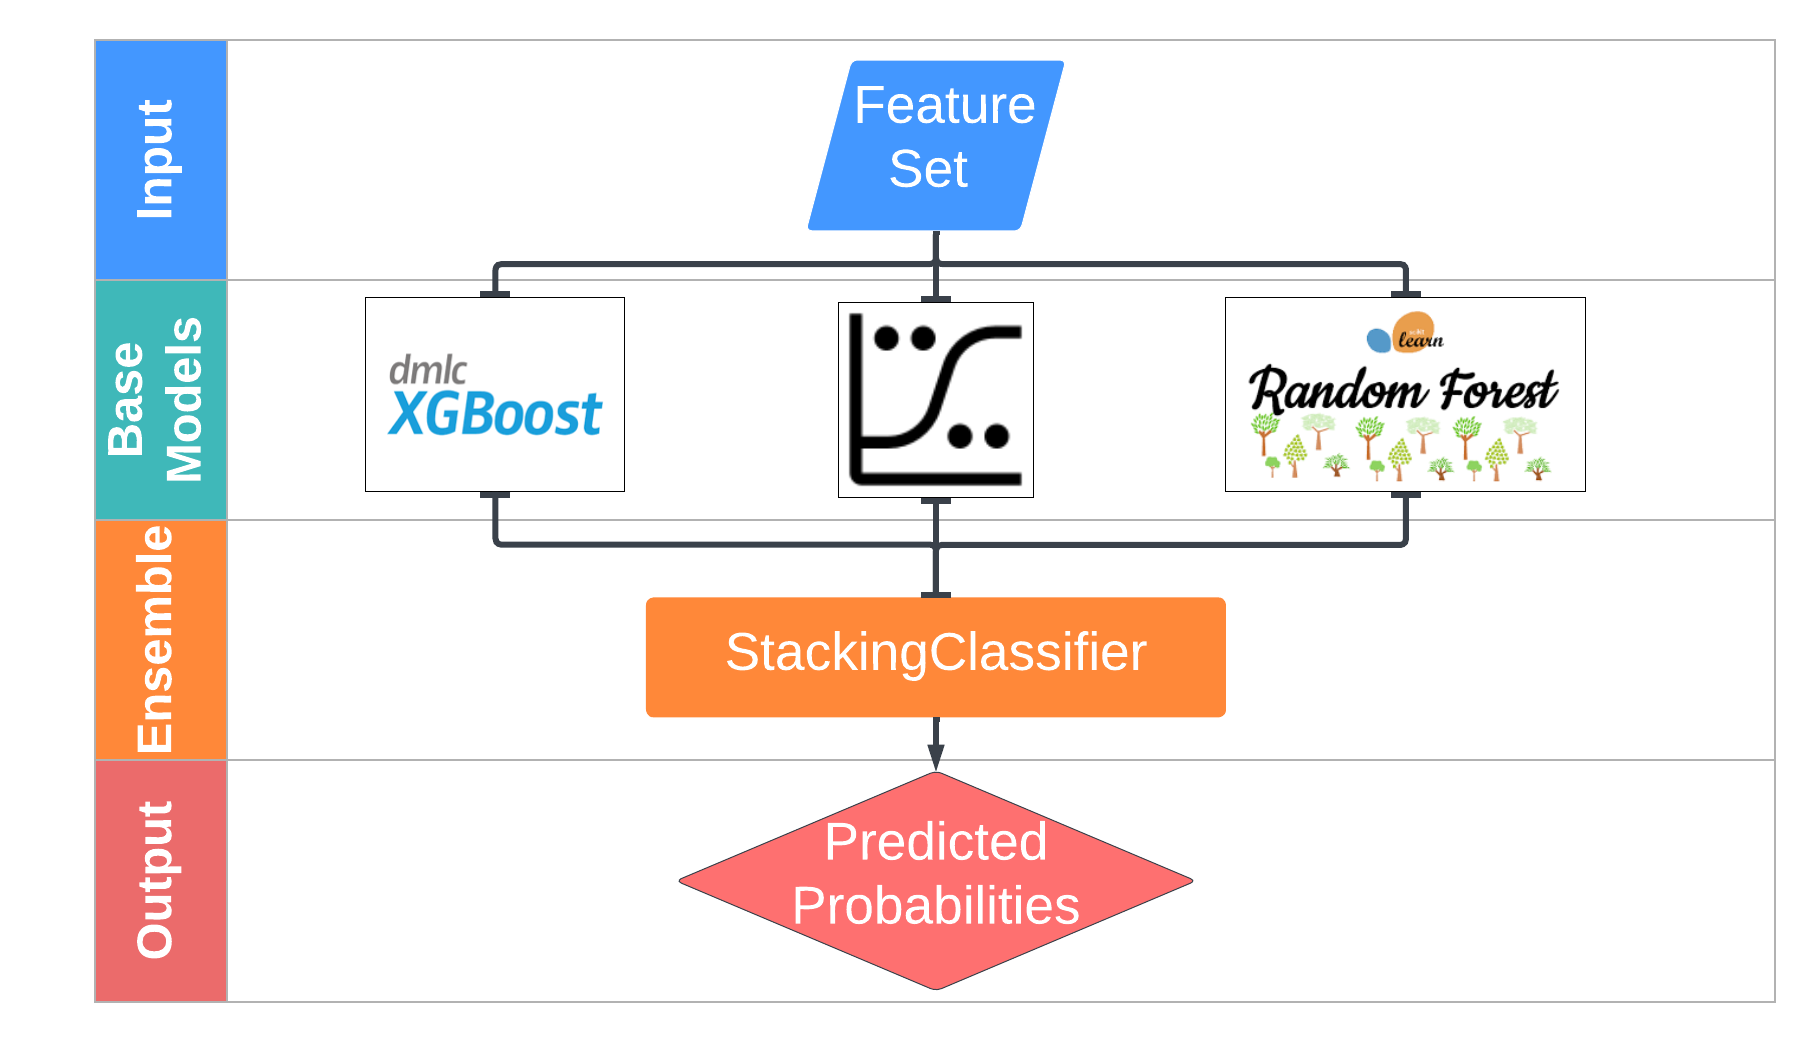 Input
Feature
Set
Base
Models
dmlc
XGBoost
scikit
learn
Random Forest
Ensemble
StackingClassifier
Output
Predicted
Probabilities